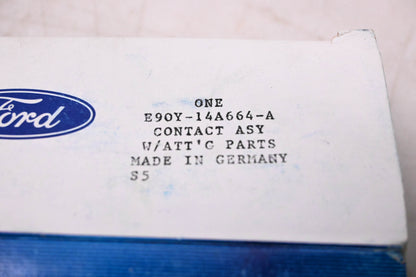 Ford
ONE
E90Y-14A664-A
CONTACT ASY
W/ATT'G PARTS
MADE IN GERMANY
S5